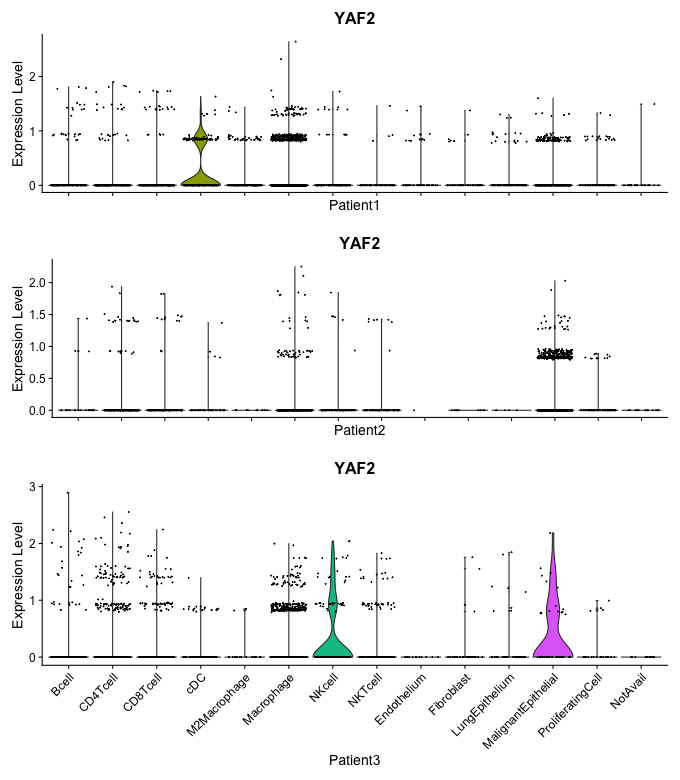 YAF2
Expression Level
2
1
0
Patient1
YAF2
Expression Level
2.0
1.5
1.0
0.5
0.0
Patient2
YAF2
Expression Level
3
2
1
0
Bcell
CD4Tcell
CD8Tcell
cDC
M2Macrophage
Macrophage
NKcell
NKTcell
Endothelium
Fibroblast
LungEpithelium
MalignantEpithelial
ProliferatingCell
NotAvail
Patient3